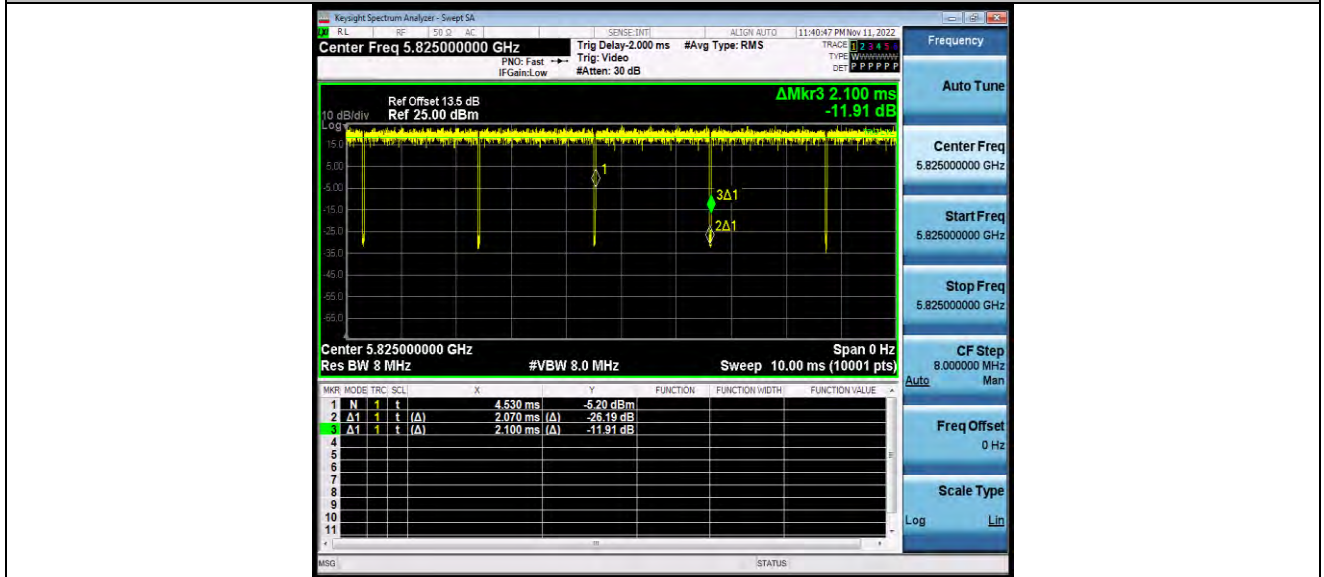 Keysight Spectrum Analyzer - Swept SA
RL RF 50 Ω AC SENSE:INT ALIGN AUTO 11:40:47 PM Nov 11, 2022
Center Freq 5.825000000 GHz
PNO: Fast
IFGain:Low
Trig Delay-2.000 ms
Trig: Video
#Atten: 30 dB
#Avg Type: RMS
TRACE 1 2 3 4 5 6
TYPE WWWWWW
DET P P P P P P
Ref Offset 13.5 dB
Ref 25.00 dBm
10 dB/div
Log
ΔMkr3 2.100 ms
-11.91 dB
15.0
5.00
-5.00
-15.0
-25.0
-35.0
-45.0
-55.0
-65.0
1
3Δ1
2Δ1
Center 5.825000000 GHz
Span 0 Hz
Res BW 8 MHz
#VBW 8.0 MHz
Sweep 10.00 ms (10001 pts)
MKR MODE TRC SCL X Y FUNCTION FUNCTION WIDTH FUNCTION VALUE
1 N 1 t 4.530 ms -5.20 dBm
2 Δ1 1 t (Δ) 2.070 ms (Δ) -26.19 dB
3 Δ1 1 t (Δ) 2.100 ms (Δ) -11.91 dB
4
5
6
7
8
9
10
11
MSG
STATUS
Frequency
Auto Tune
Center Freq
5.825000000 GHz
Start Freq
5.825000000 GHz
Stop Freq
5.825000000 GHz
CF Step
8.000000 MHz
Auto Man
Freq Offset
0 Hz
Scale Type
Log Lin